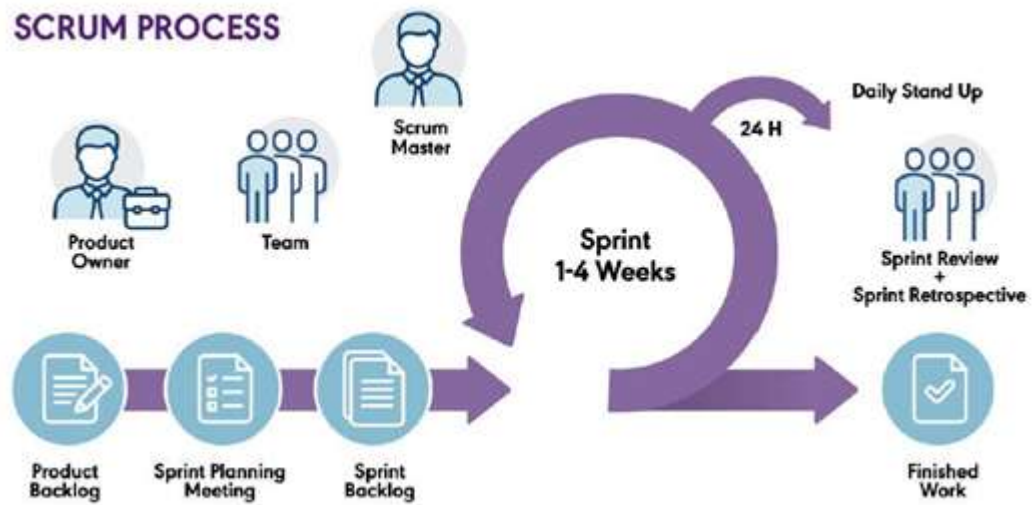 SCRUM PROCESS
Scrum
Master
Product
Owner
Team
24 H
Daily Stand Up
Sprint
1-4 Weeks
Sprint Review
+
Sprint Retrospective
Product
Backlog
Sprint Planning
Meeting
Sprint
Backlog
Finished
Work